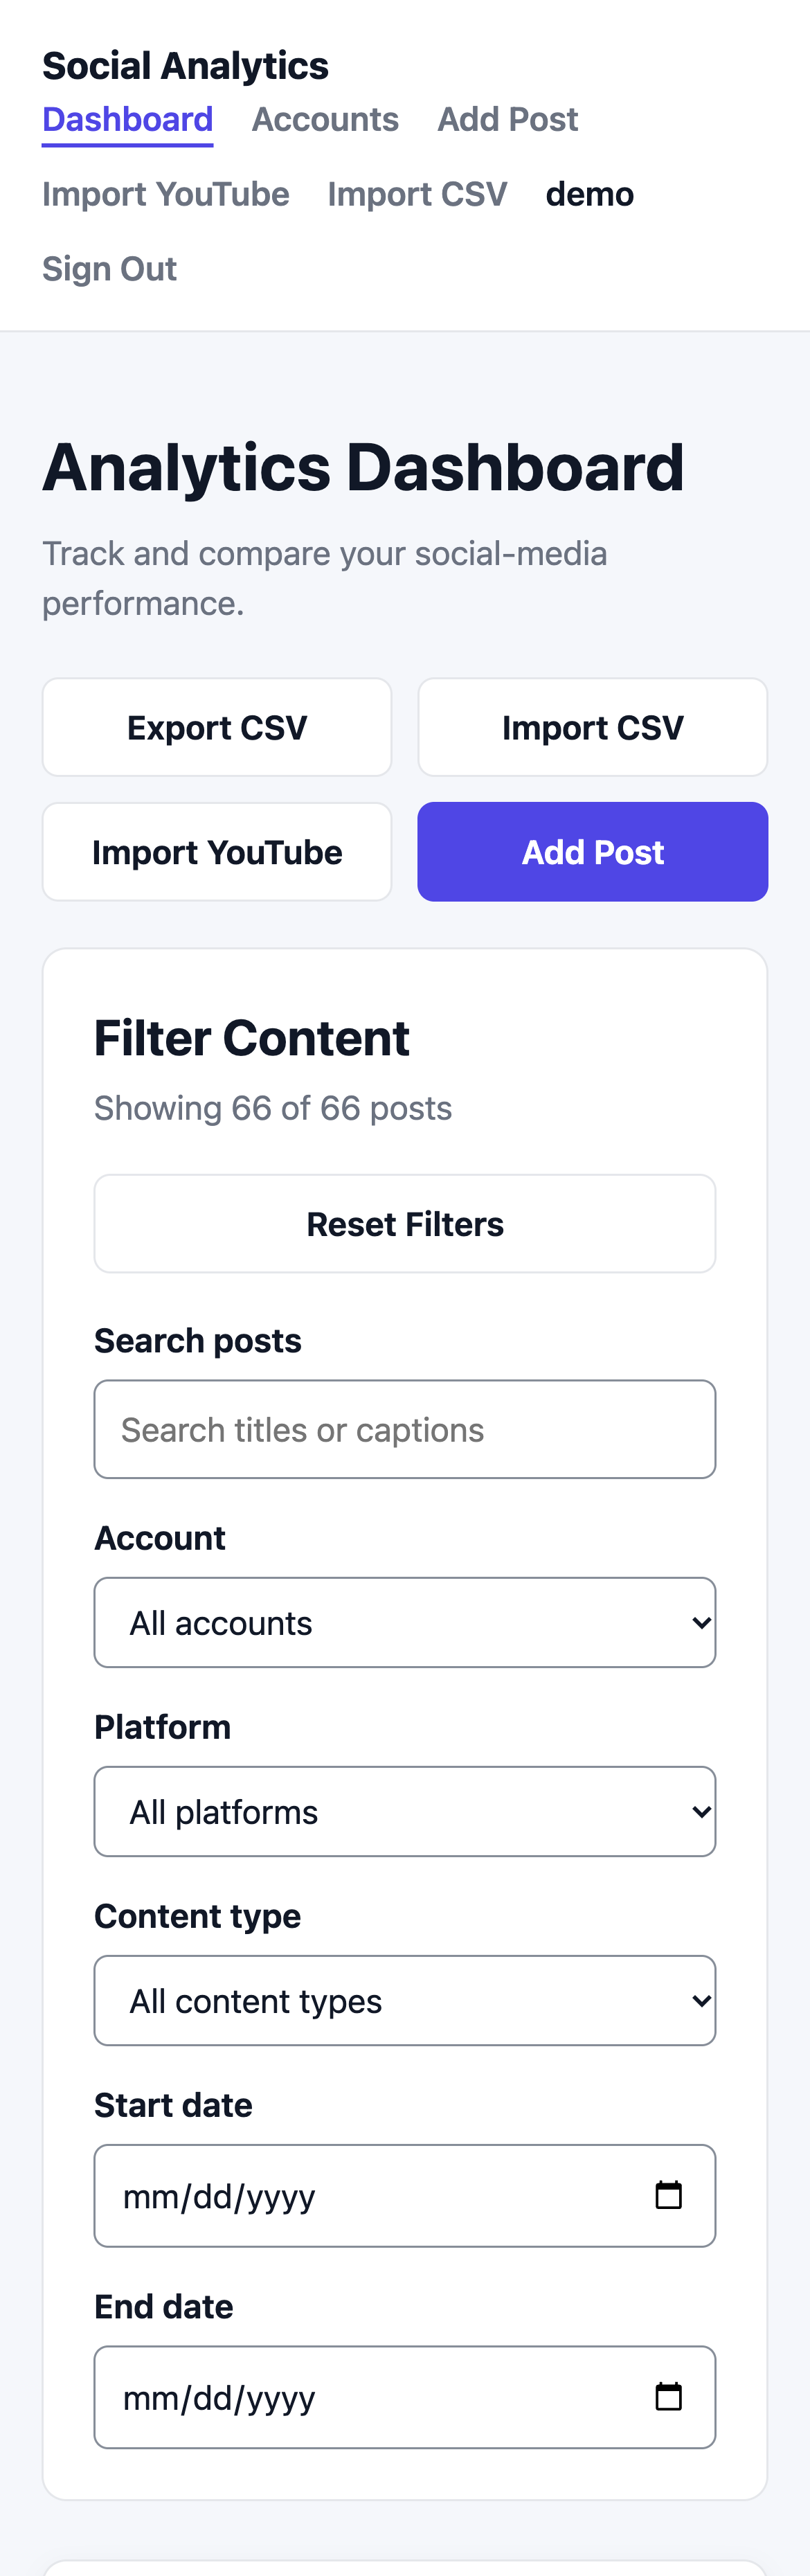 Social Analytics
Dashboard Accounts Add Post
Import YouTube Import CSV demo
Sign Out
Analytics Dashboard
Track and compare your social-media
performance.
Export CSV Import CSV
Import YouTube Add Post
Filter Content
Showing 66 of 66 posts
Reset Filters
Search posts
Search titles or captions
Account
All accounts
Platform
All platforms
Content type
All content types
Start date
mm/dd/yyyy
End date
mm/dd/yyyy